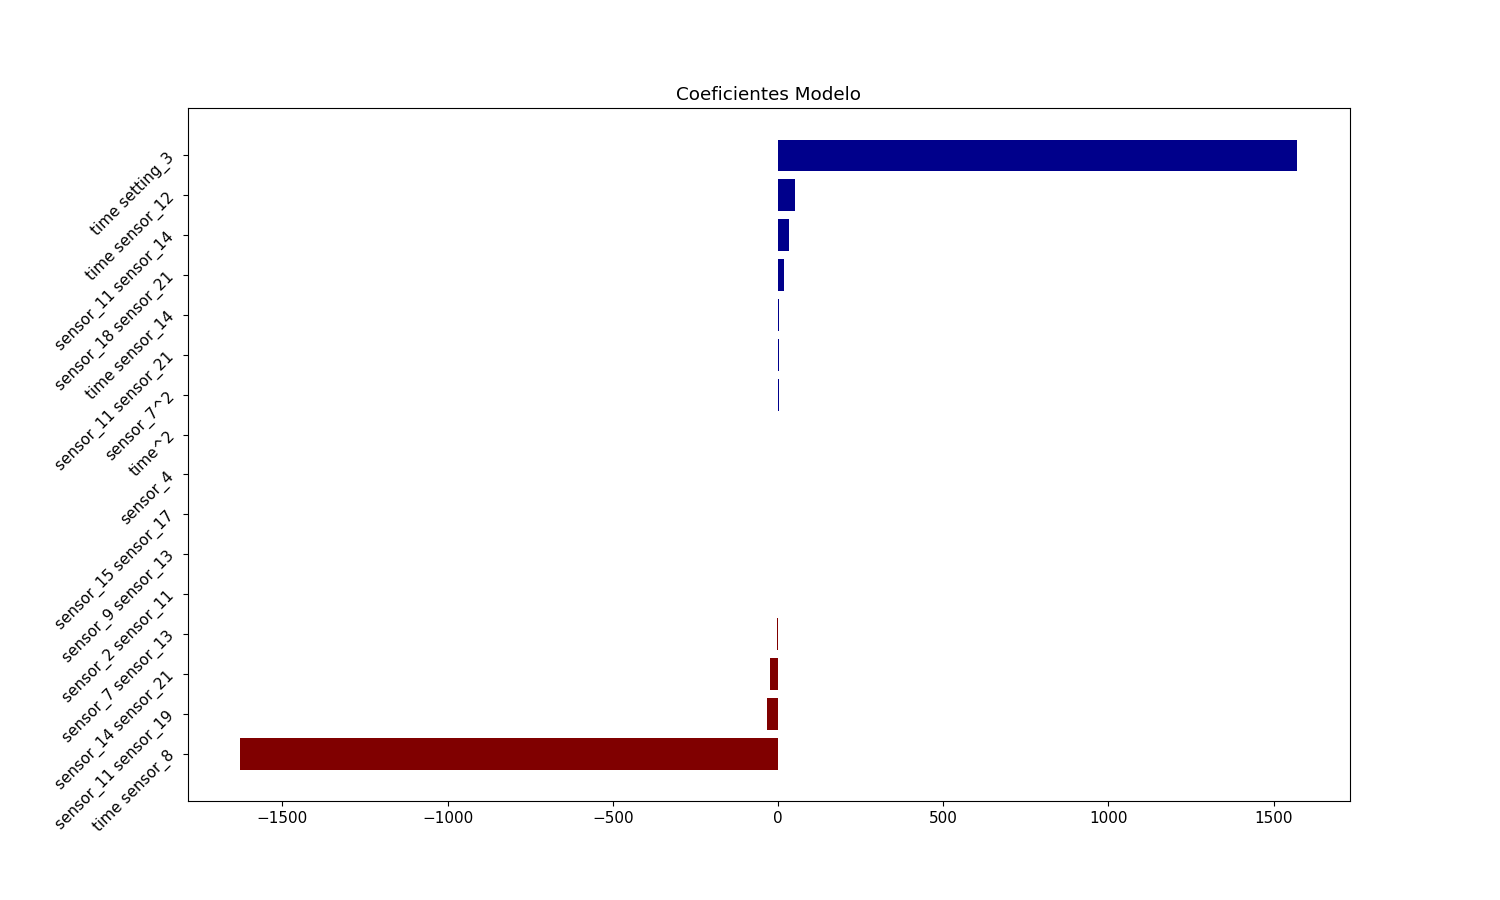 Coeficientes Modelo
time setting_3
time sensor_12
sensor_11 sensor_14
sensor_18 sensor_21
time sensor_14
sensor_11 sensor_21
sensor_7^2
time^2
sensor_4
sensor_15 sensor_17
sensor_9 sensor_13
sensor_2 sensor_11
sensor_7 sensor_13
sensor_14 sensor_21
sensor_11 sensor_19
time sensor_8
−1500 −1000 −500 0 500 1000 1500